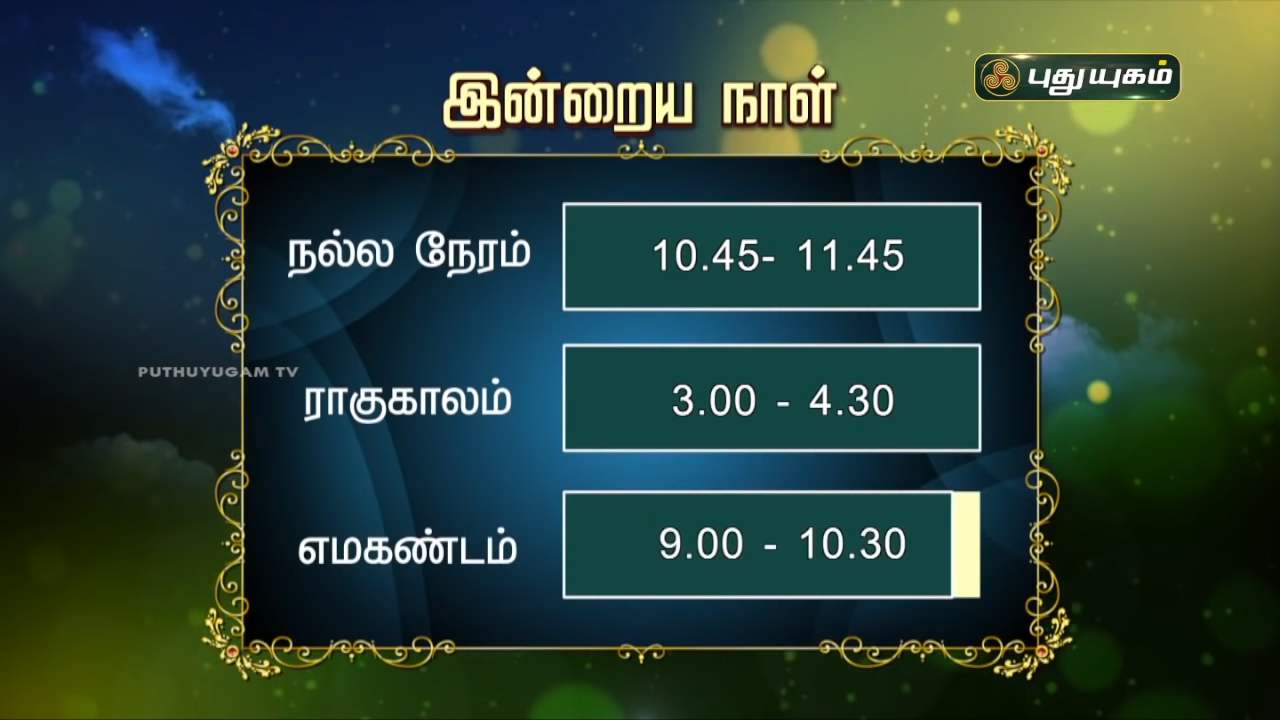 இன்றைய நாள்
புதுயுகம்
நல்ல நேரம் 10.45- 11.45
PUTHUYUGAM TV
ராகுகாலம் 3.00 - 4.30
எமகண்டம் 9.00 - 10.30